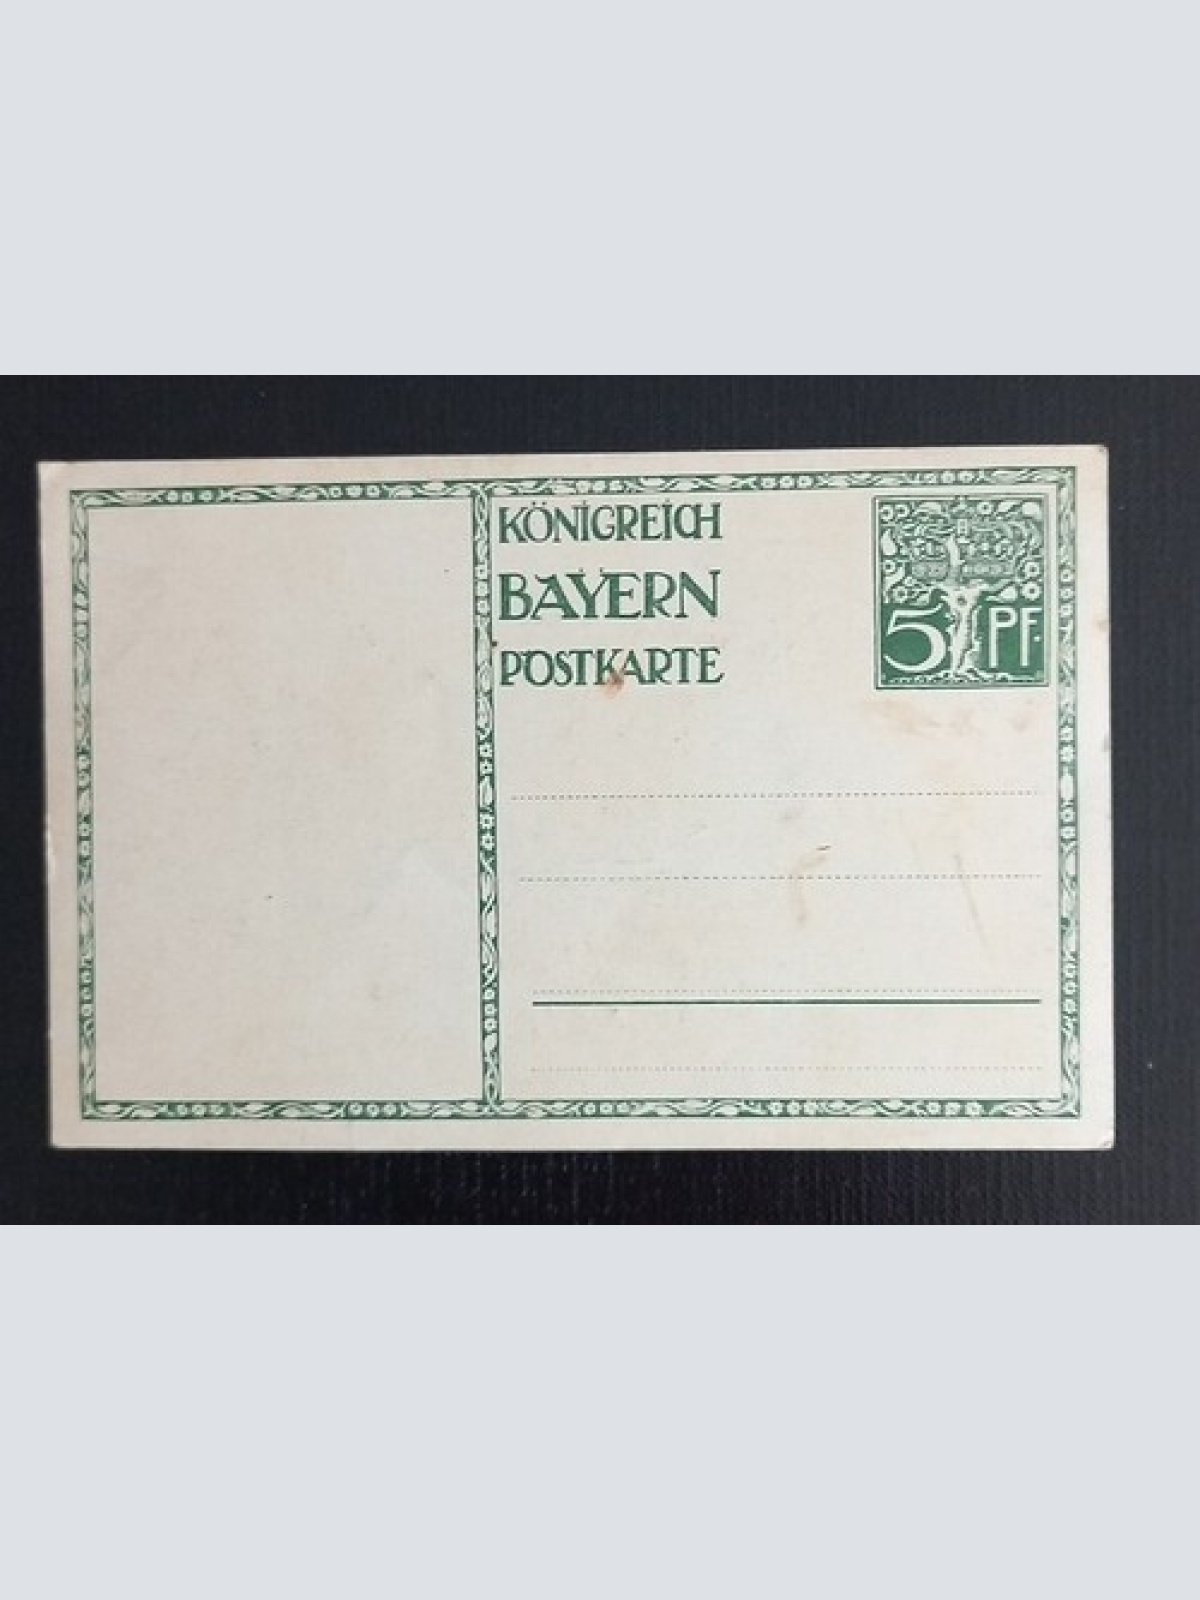 KÖNIGREICH
BAYERN
POSTKARTE
5 PF.